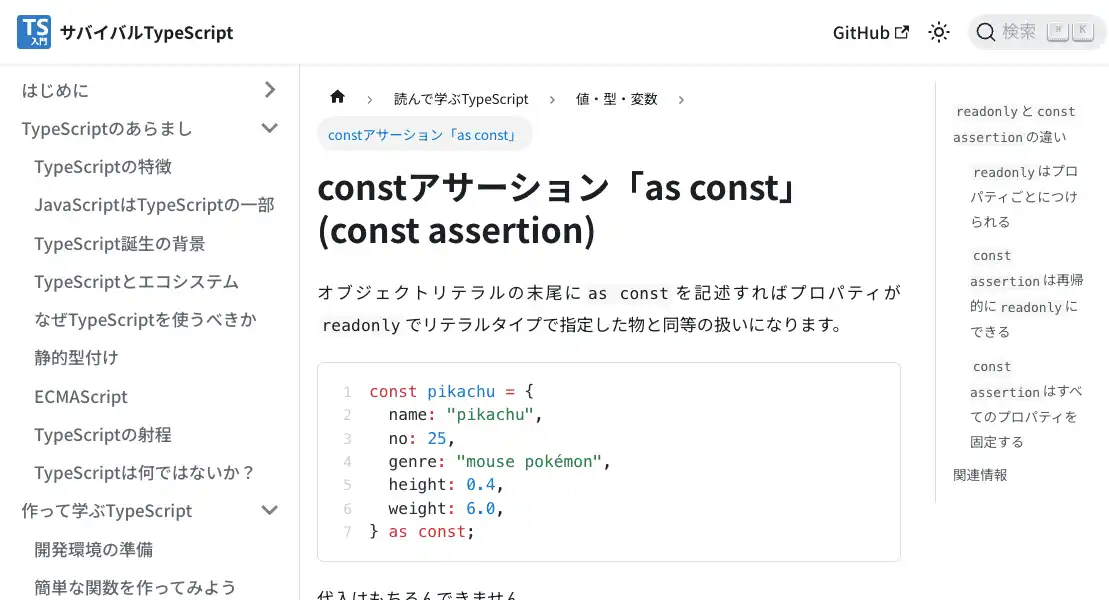 TS
入門
サバイバルTypeScript
GitHub
検索
⌘ K
はじめに
TypeScriptのあらまし
TypeScriptの特徴
JavaScriptはTypeScriptの一部
TypeScript誕生の背景
TypeScriptとエコシステム
なぜTypeScriptを使うべきか
静的型付け
ECMAScript
TypeScriptの射程
TypeScriptは何ではないか？
作って学ぶTypeScript
開発環境の準備
簡単な関数を作ってみよう
読んで学ぶTypeScript
値・型・変数
constアサーション「as const」
constアサーション「as const」
(const assertion)
オブジェクトリテラルの末尾に as const を記述すればプロパティが
readonly でリテラルタイプで指定した物と同等の扱いになります。
1 const pikachu = {
2 name: "pikachu",
3 no: 25,
4 genre: "mouse pokémon",
5 height: 0.4,
6 weight: 6.0,
7 } as const;
代入はもちろんできません。
readonly と const
assertion の違い
readonly はプロ
パティごとにつけ
られる
const
assertion は再帰
的に readonly に
できる
const
assertion はすべ
てのプロパティを
固定する
関連情報